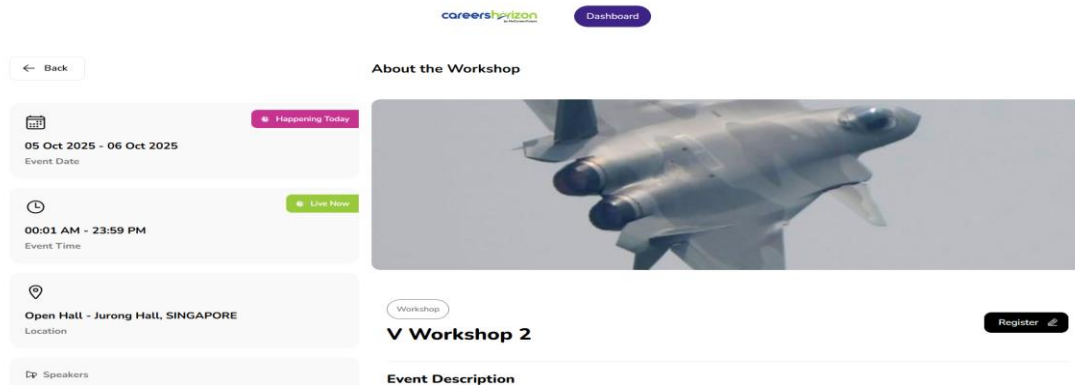 careershorizon
Dashboard
Back
About the Workshop
Happening Today
05 Oct 2025 - 06 Oct 2025
Event Date
Live Now
00:01 AM - 23:59 PM
Event Time
Open Hall - Jurong Hall, SINGAPORE
Location
Workshop
V Workshop 2
Register
Speakers
Event Description